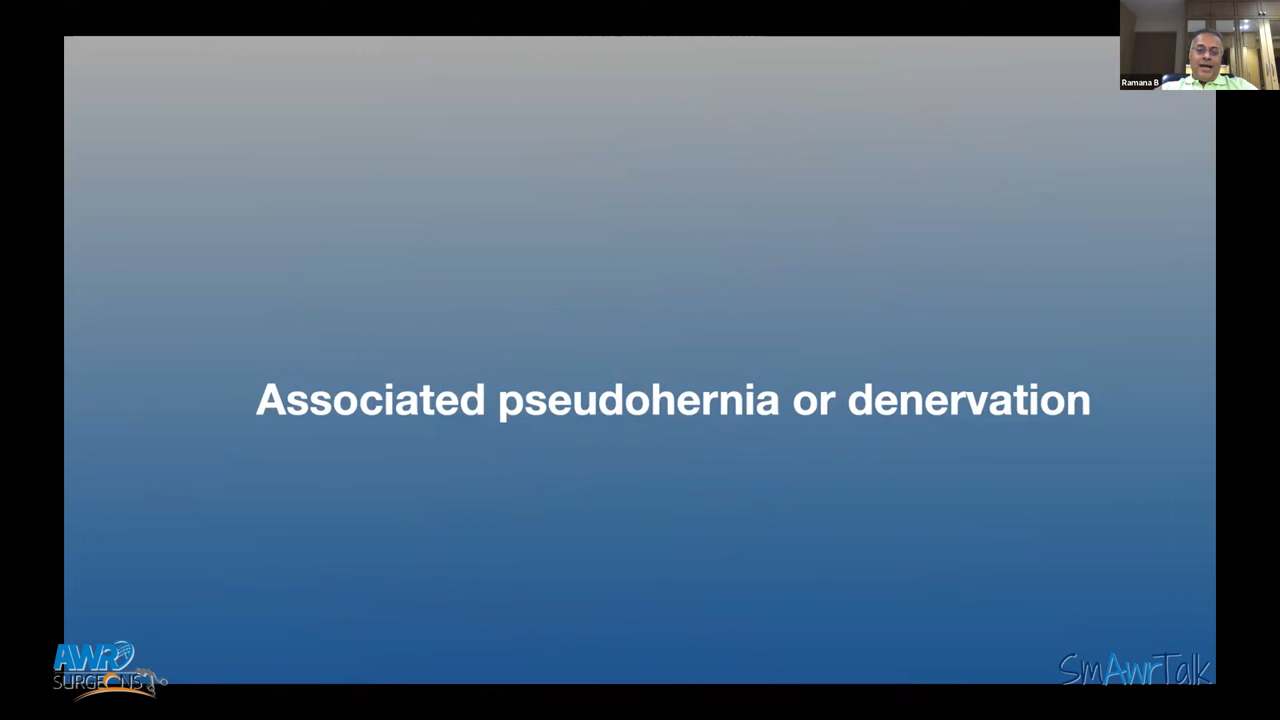 Ramana B
Associated pseudohernia or denervation
AWR
SURGEONS
SmAwrTalk